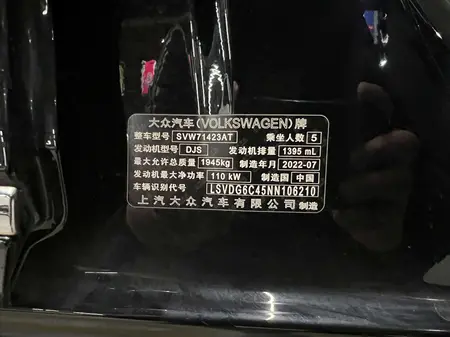 大众汽车(VOLKSWAGEN)牌
整车型号 SVW71423AT 乘坐人数 5
发动机型号 DJS 发动机排量 1395 mL
最大允许总质量 1945kg 制造年月 2022-07
发动机最大净功率 110 kW 制造国 中国
车辆识别代号 LSVDG6C45NN106210
上汽大众汽车有限公司 制造